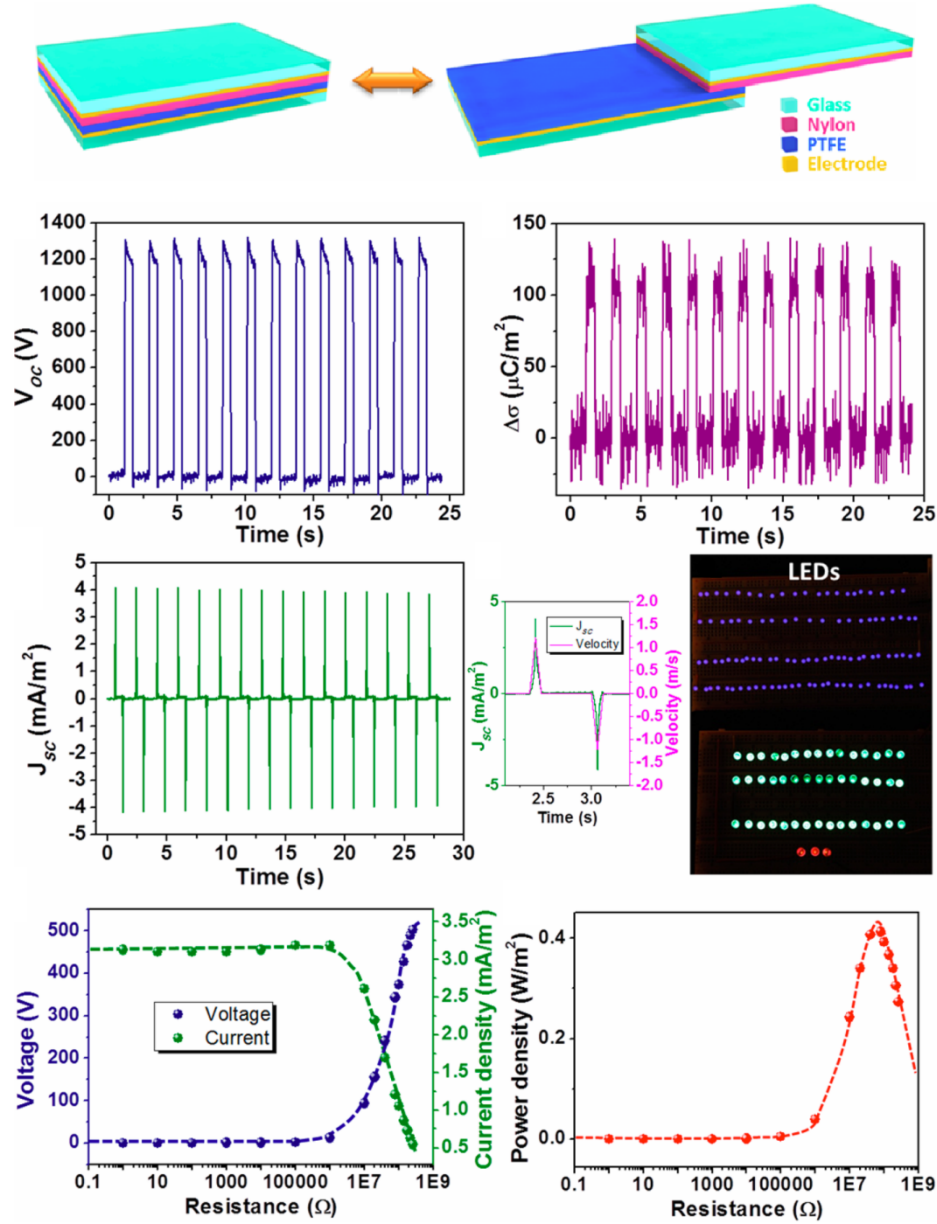 Glass
Nylon
PTFE
Electrode
1400
1200
1000
800
600
400
200
0
V_oc (V)
0 5 10 15 20 25
Time (s)
150
100
50
0
-50
Δσ (μC/m²)
0 5 10 15 20 25
Time (s)
5
4
3
2
1
0
-1
-2
-3
-4
-5
J_sc (mA/m²)
0 5 10 15 20 25 30
Time (s)
5
0
-5
J_sc (mA/m²)
J_sc
Velocity
2.0
1.5
1.0
0.5
0.0
-0.5
-1.0
-1.5
-2.0
Velocity (m/s)
2.5 3.0
Time (s)
LEDs
500
400
300
200
100
0
Voltage (V)
Voltage
Current
3.5
3.0
2.5
2.0
1.5
1.0
0.5
Current density (mA/m²)
0.1 10 1000 100000 1E7 1E9
Resistance (Ω)
0.4
0.2
0.0
Power density (W/m²)
0.1 10 1000 100000 1E7 1E9
Resistance (Ω)